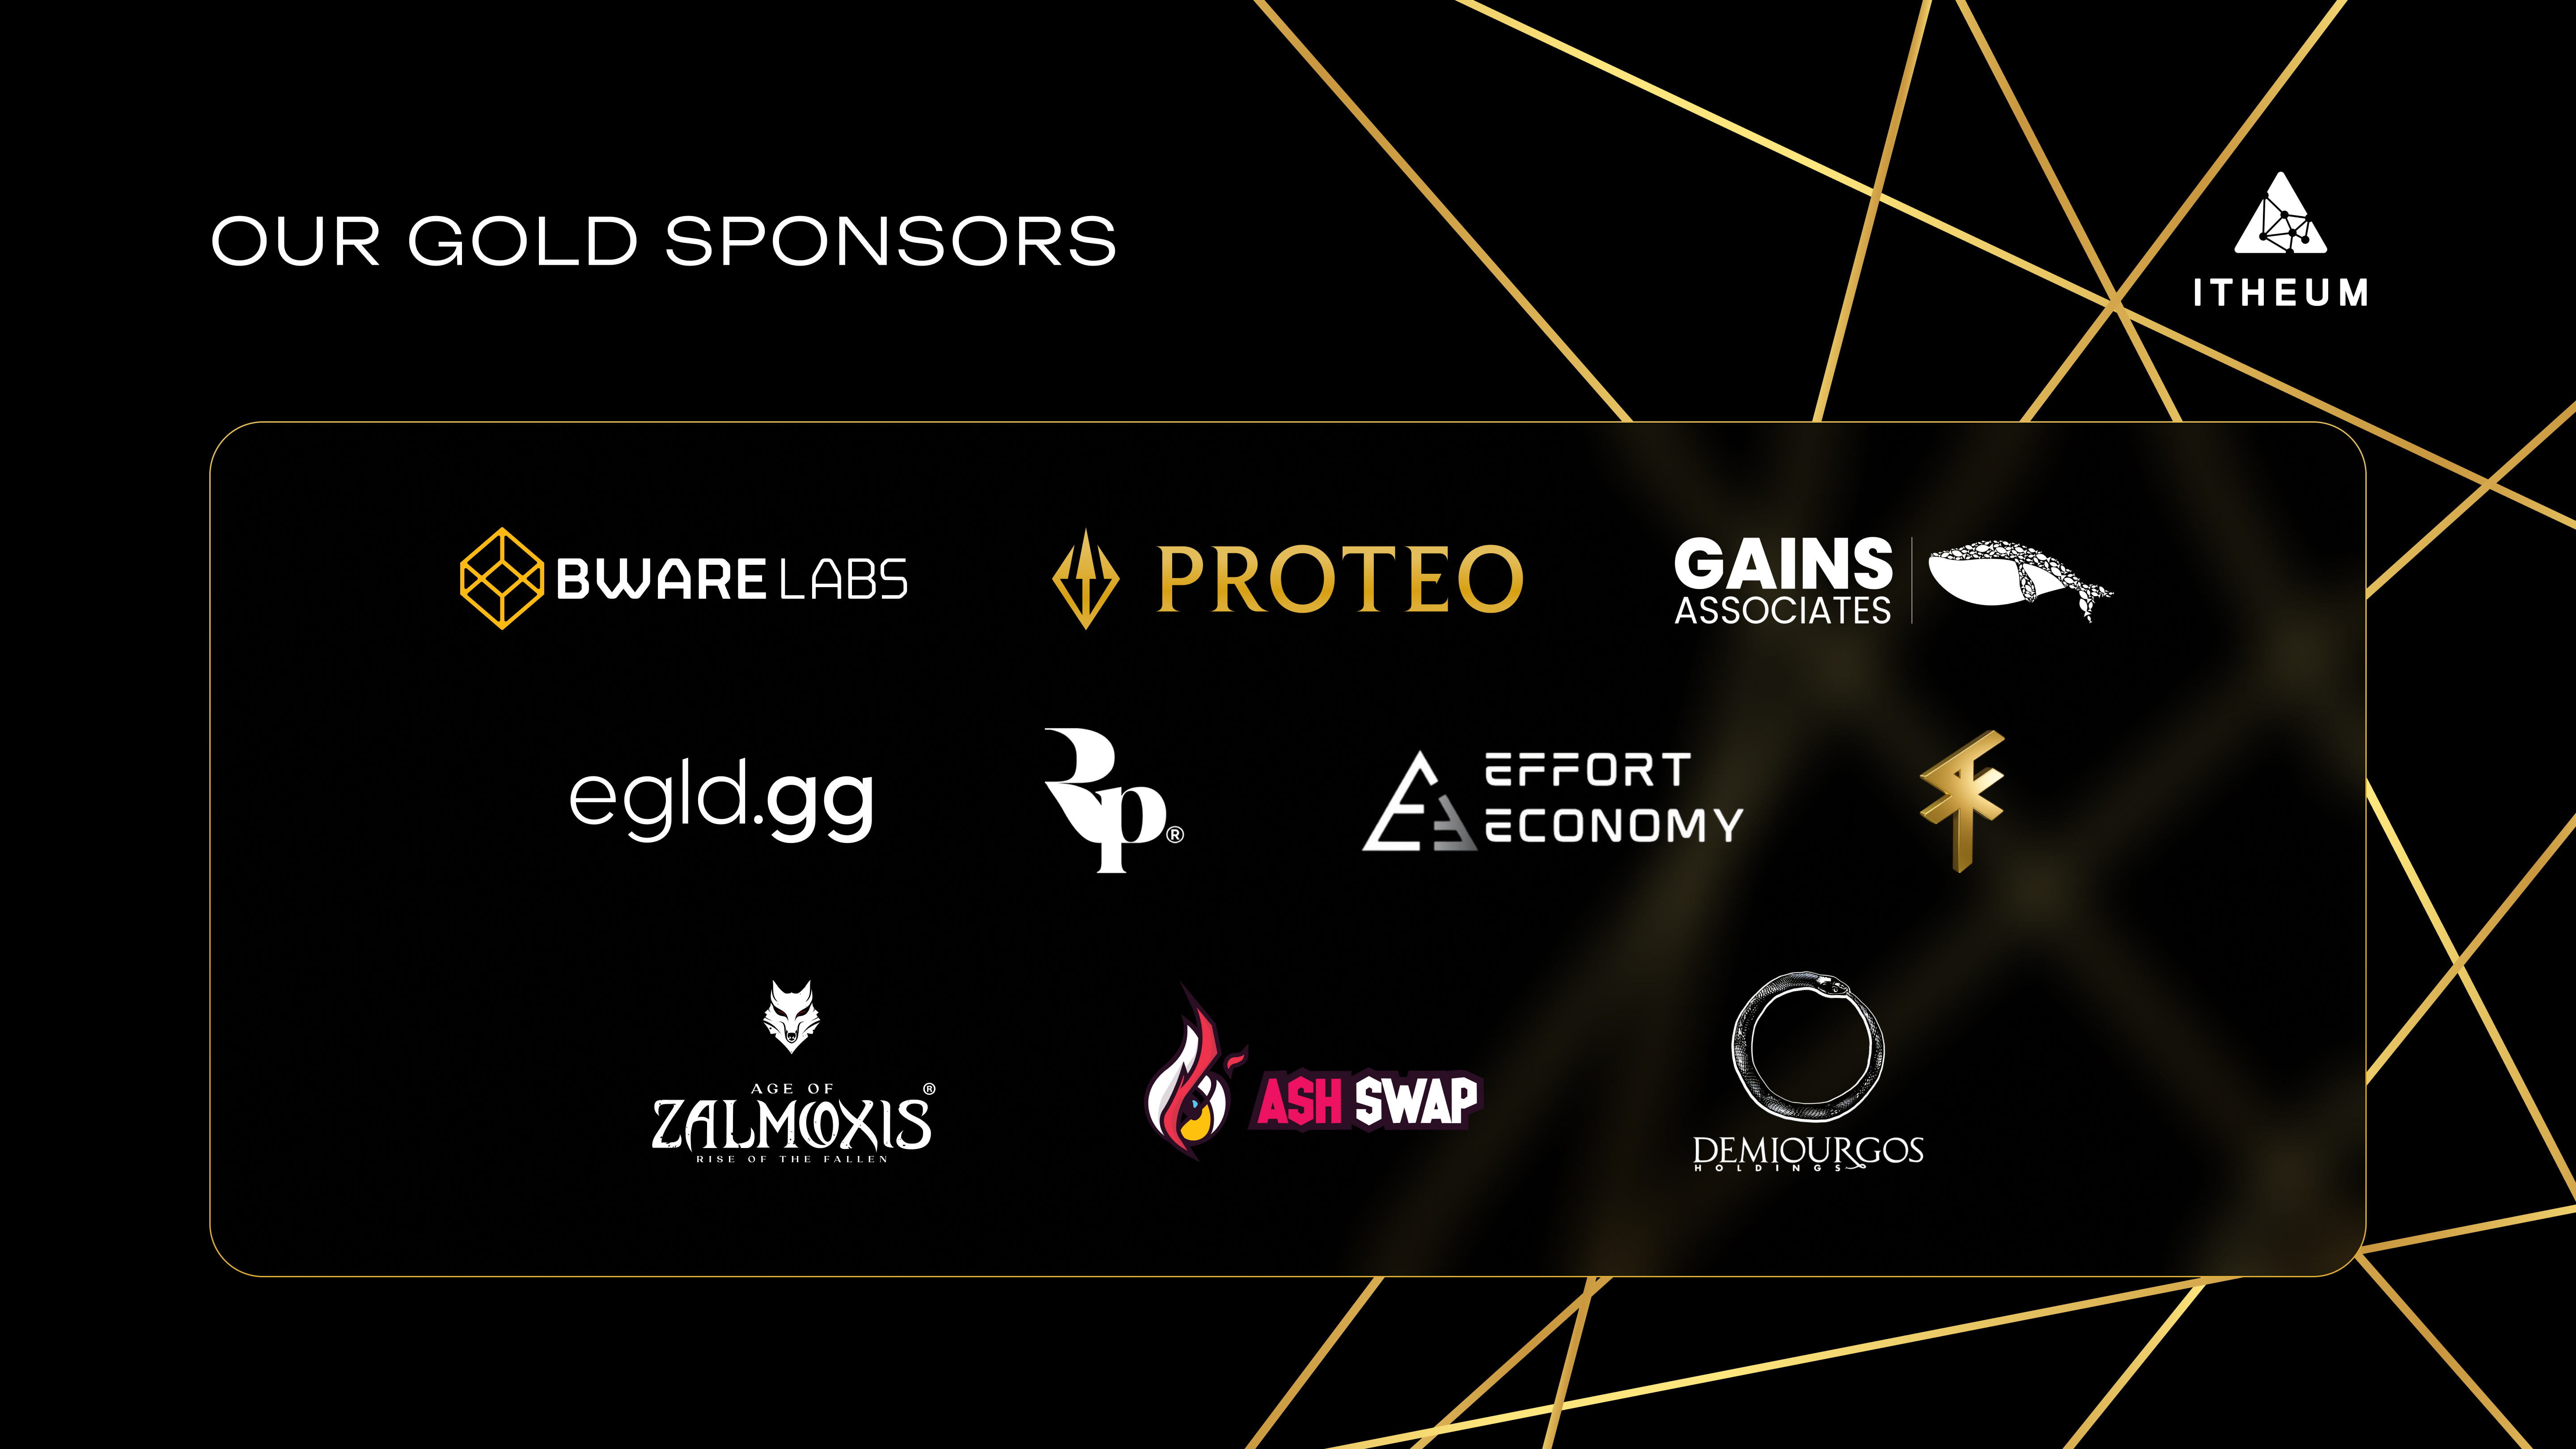 OUR GOLD SPONSORS
ITHEUM
BWARE LABS
PROTEO
GAINS
ASSOCIATES
egld.gg
Rp®
EFFORT
ECONOMY
AGE OF
ZALMOXIS®
RISE OF THE FALLEN
ASH SWAP
DEMIOURGOS
HOLDINGS